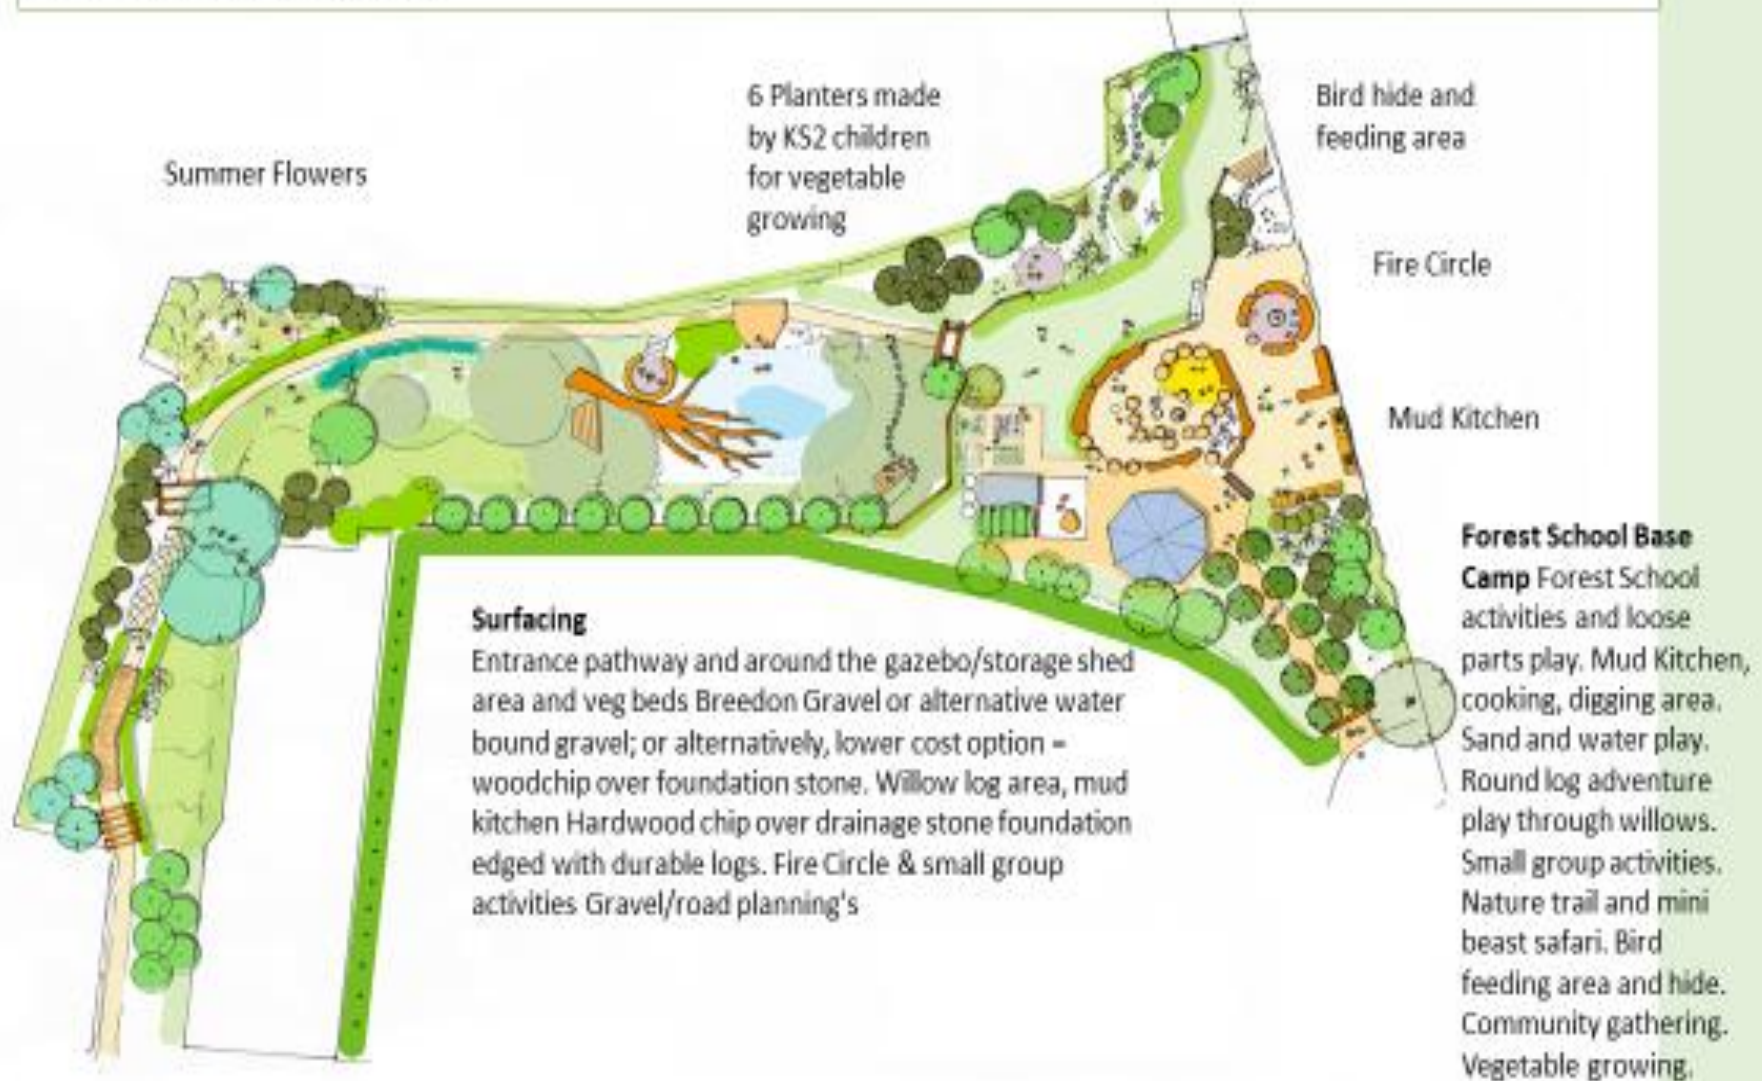 Summer Flowers
6 Planters made
by KS2 children
for vegetable
growing
Bird hide and
feeding area
Fire Circle
Mud Kitchen
Surfacing
Entrance pathway and around the gazebo/storage shed
area and veg beds Breedon Gravel or alternative water
bound gravel; or alternatively, lower cost option –
woodchip over foundation stone. Willow log area, mud
kitchen Hardwood chip over drainage stone foundation
edged with durable logs. Fire Circle & small group
activities Gravel/road planning's
Forest School Base
Camp Forest School
activities and loose
parts play. Mud Kitchen,
cooking, digging area.
Sand and water play.
Round log adventure
play through willows.
Small group activities.
Nature trail and mini
beast safari. Bird
feeding area and hide.
Community gathering.
Vegetable growing.